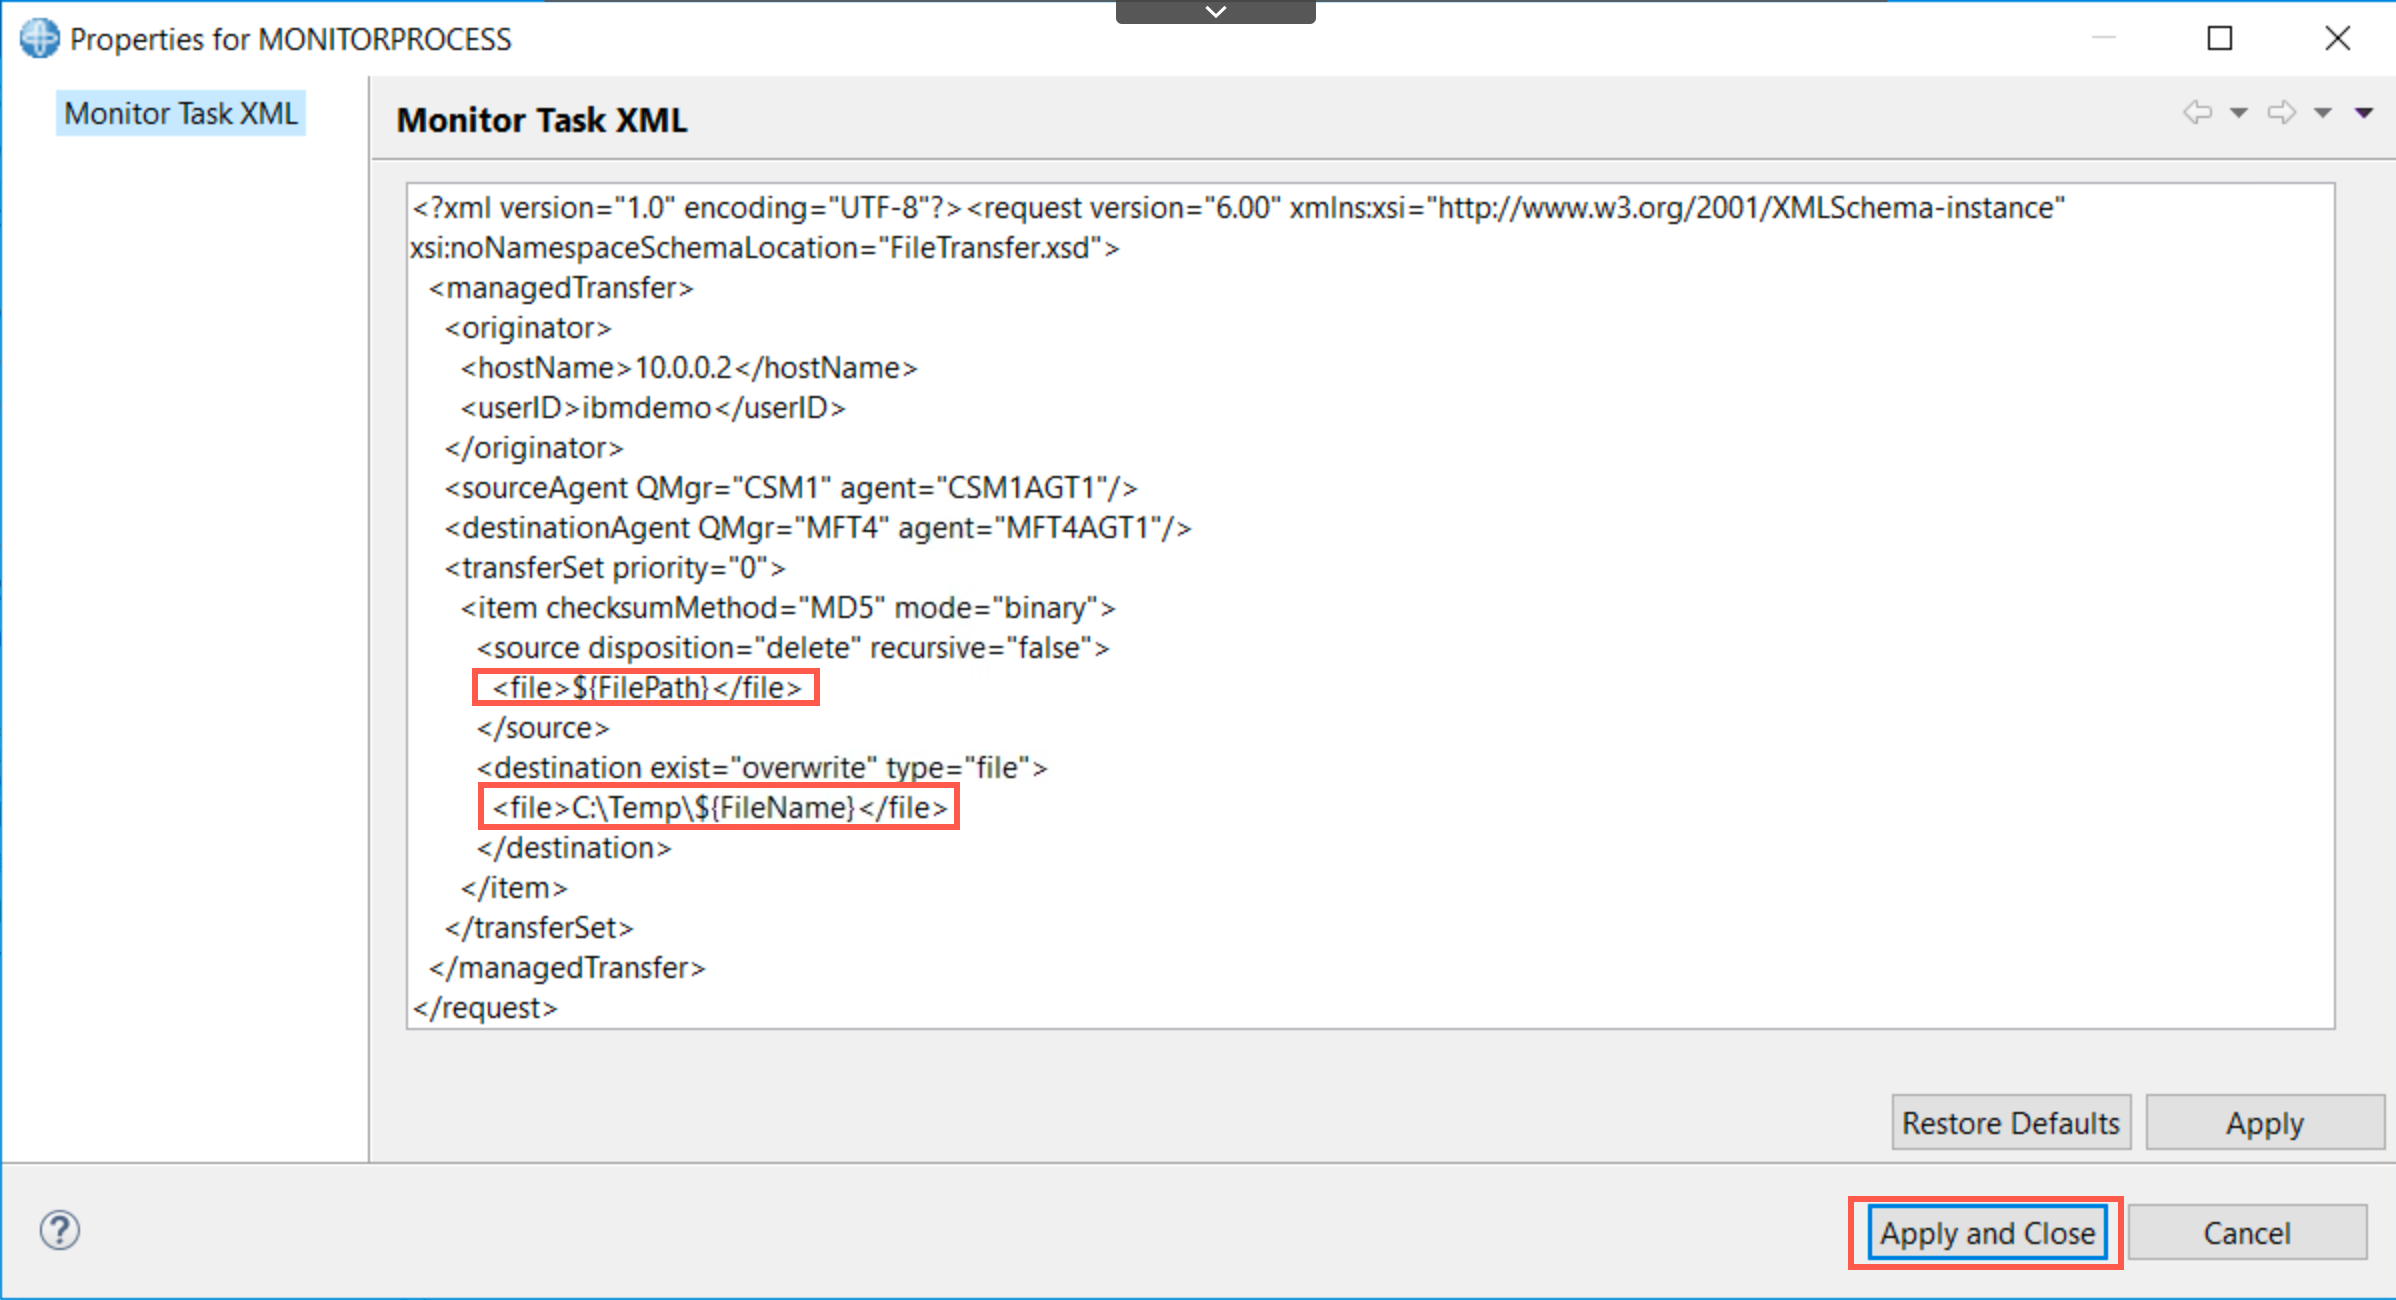 Properties for MONITORPROCESS
Monitor Task XML
Monitor Task XML
<?xml version="1.0" encoding="UTF-8"?><request version="6.00" xmlns:xsi="http://www.w3.org/2001/XMLSchema-instance"
xsi:noNamespaceSchemaLocation="FileTransfer.xsd">
<managedTransfer>
<originator>
<hostName>10.0.0.2</hostName>
<userID>ibmdemo</userID>
</originator>
<sourceAgent QMgr="CSM1" agent="CSM1AGT1"/>
<destinationAgent QMgr="MFT4" agent="MFT4AGT1"/>
<transferSet priority="0">
<item checksumMethod="MD5" mode="binary">
<source disposition="delete" recursive="false">
<file>${FilePath}</file>
</source>
<destination exist="overwrite" type="file">
<file>C:\Temp\${FileName}</file>
</destination>
</item>
</transferSet>
</managedTransfer>
</request>
Restore Defaults
Apply
?
Apply and Close
Cancel